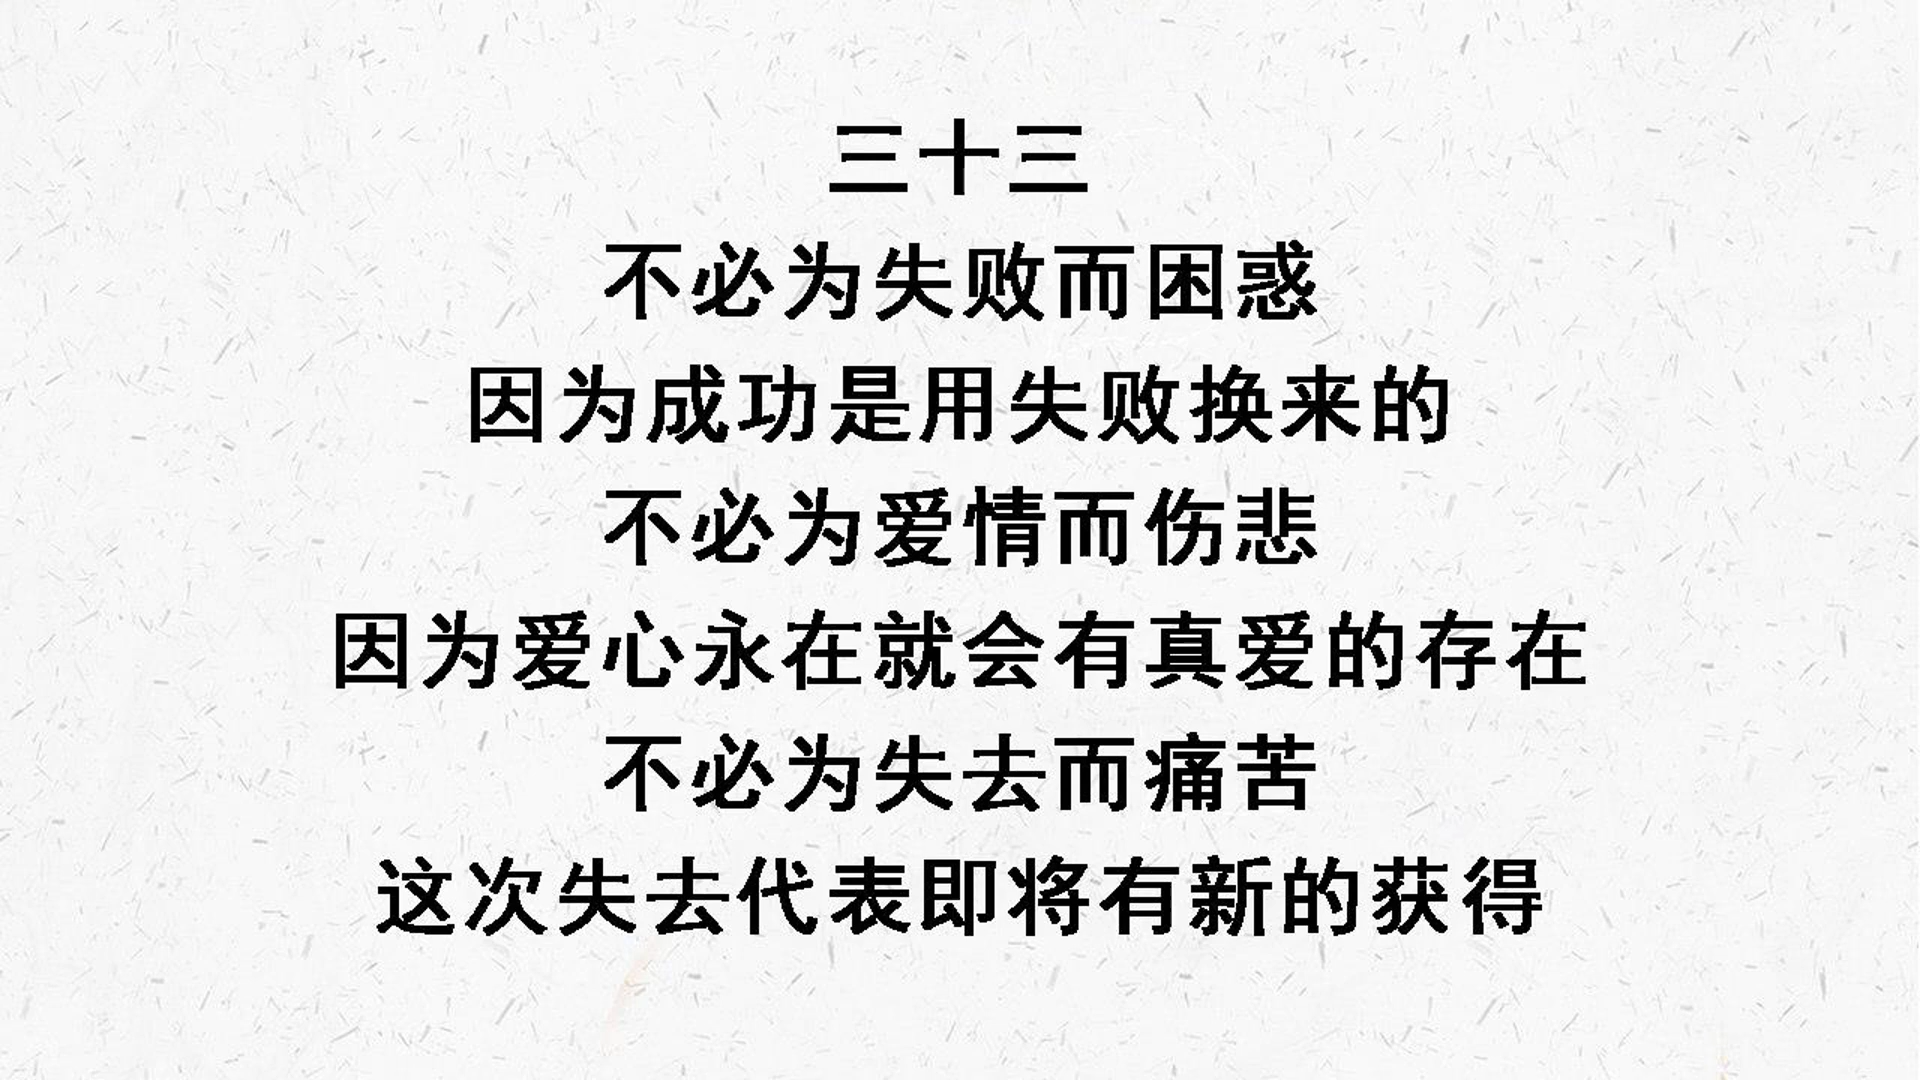 三十三
不必为失败而困惑
因为成功是用失败换来的
不必为爱情而伤悲
因为爱心永在就会有真爱的存在
不必为失去而痛苦
这次失去代表即将有新的获得